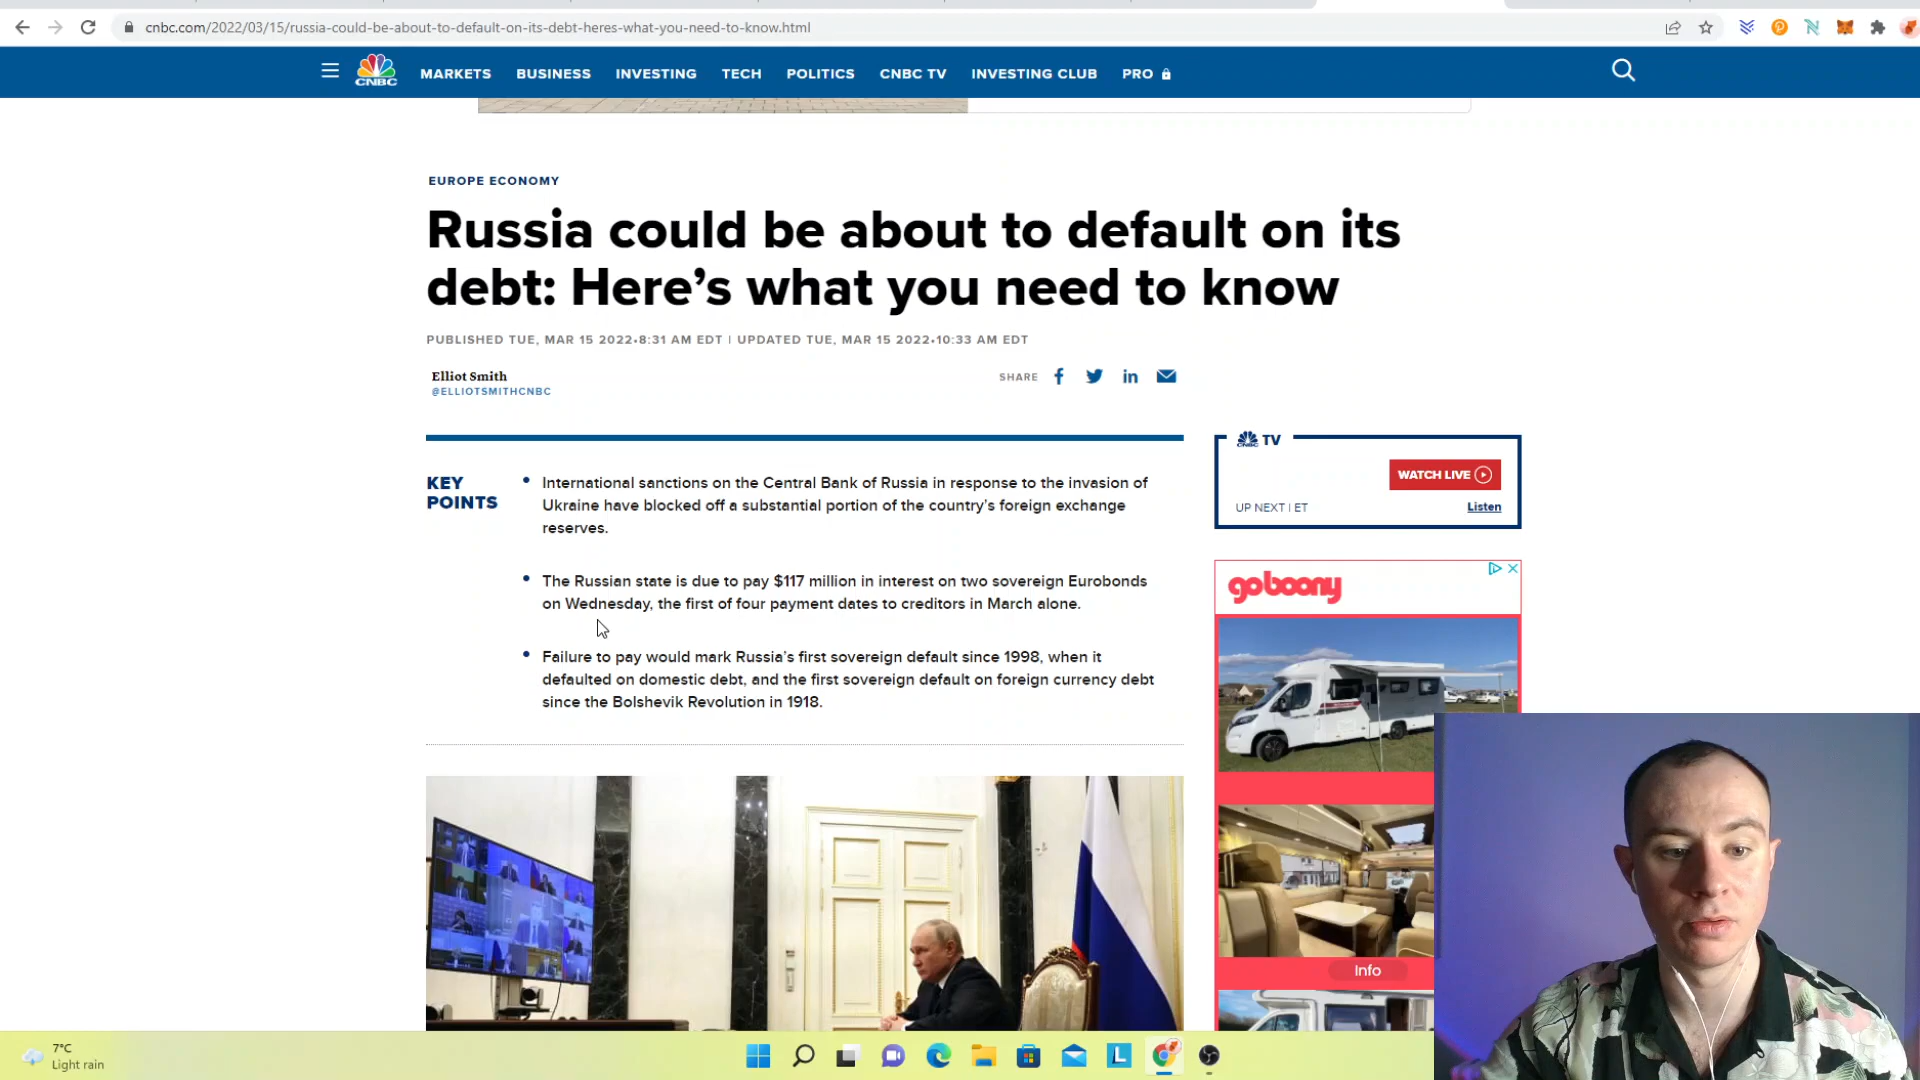 cnbc.com/2022/03/15/russia-could-be-about-to-default-on-its-debt-heres-what-you-need-to-know.html
CNBC
MARKETS BUSINESS INVESTING TECH POLITICS CNBC TV INVESTING CLUB PRO
EUROPE ECONOMY
Russia could be about to default on its
debt: Here’s what you need to know
PUBLISHED TUE, MAR 15 2022•8:31 AM EDT | UPDATED TUE, MAR 15 2022•10:33 AM EDT
Elliot Smith
@ELLIOTSMITHCNBC
SHARE
KEY
POINTS
International sanctions on the Central Bank of Russia in response to the invasion of
Ukraine have blocked off a substantial portion of the country’s foreign exchange
reserves.
The Russian state is due to pay $117 million in interest on two sovereign Eurobonds
on Wednesday, the first of four payment dates to creditors in March alone.
Failure to pay would mark Russia’s first sovereign default since 1998, when it
defaulted on domestic debt, and the first sovereign default on foreign currency debt
since the Bolshevik Revolution in 1918.
TV
WATCH LIVE
UP NEXT | ET
Listen
goboony
Info
7°C
Light rain